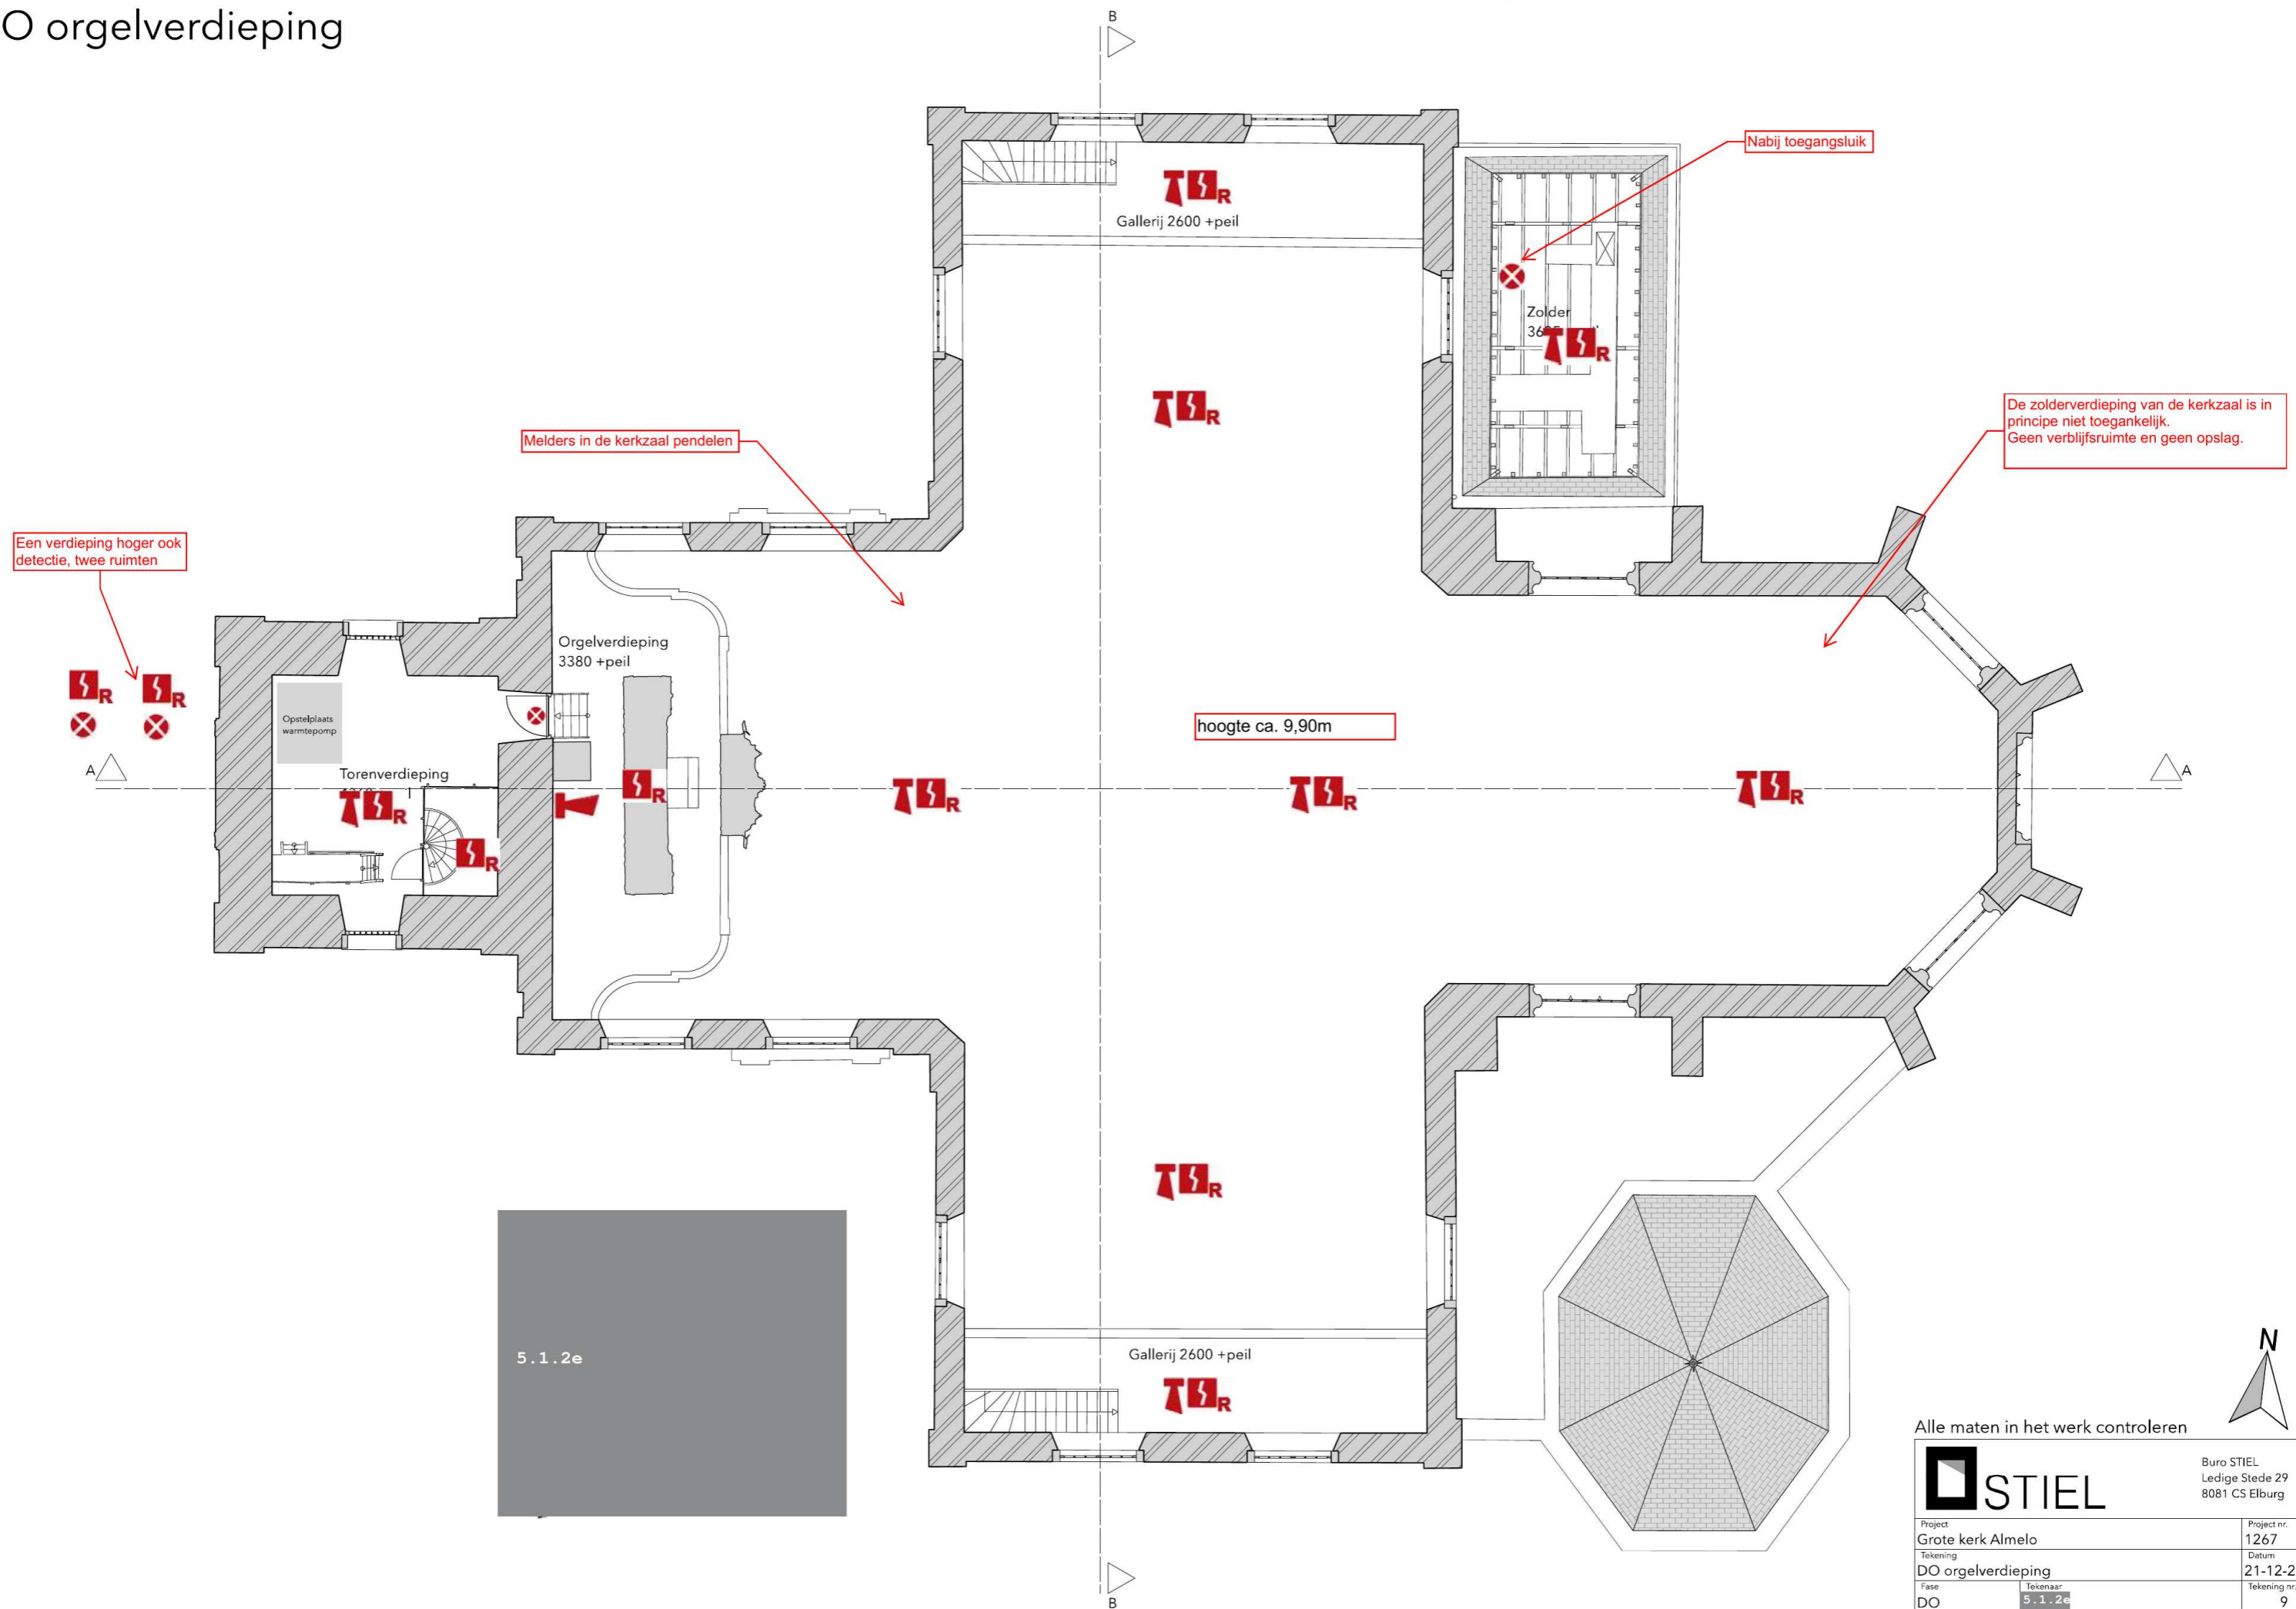 O orgelverdieping
B
Nabij toegangsluik
R
Gallerij 2600 +peil
Zolder
R
R
De zolderverdieping van de kerkzaal is in
principe niet toegankelijk.
Geen verblijfsruimte en geen opslag.
Melders in de kerkzaal pendelen
Een verdieping hoger ook
detectie, twee ruimten
Orgelverdieping
3380 +peil
R
R
Opstelplaats
warmtepomp
hoogte ca. 9,90m
A
A
Torenverdieping
R
R
R
R
R
R
R
5.1.2e
Gallerij 2600 +peil
R
N
Alle maten in het werk controleren
STIEL
Buro STIEL
Ledige Stede 29
8081 CS Elburg
Project
Project nr.
Grote kerk Almelo
1267
Tekening
Datum
DO orgelverdieping
21-12-2
Fase
Tekenaar
Tekening nr.
DO
5.1.2e
9
B